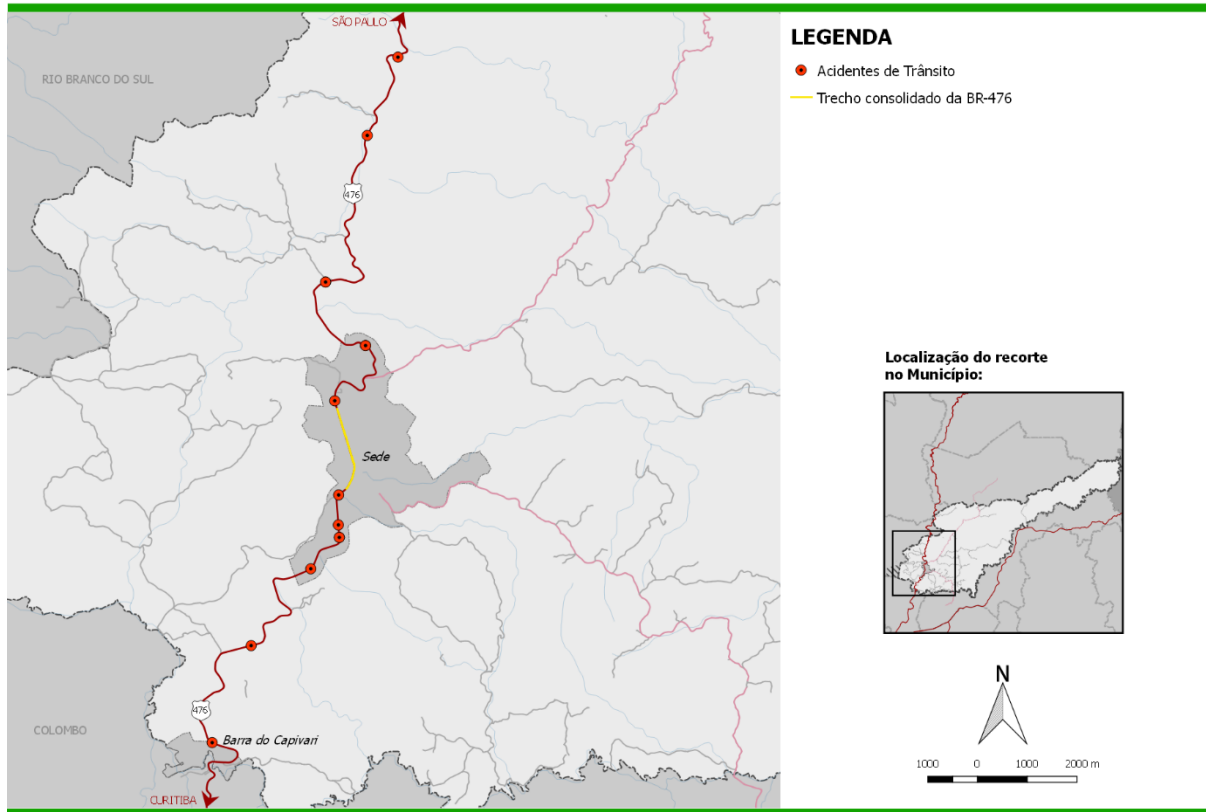 SÃO PAULO
RIO BRANCO DO SUL
476
Sede
476
COLOMBO
Barra do Capivari
CURITIBA
LEGENDA
Acidentes de Trânsito
Trecho consolidado da BR-476
Localização do recorte
no Município:
N
1000 0 1000 2000 m